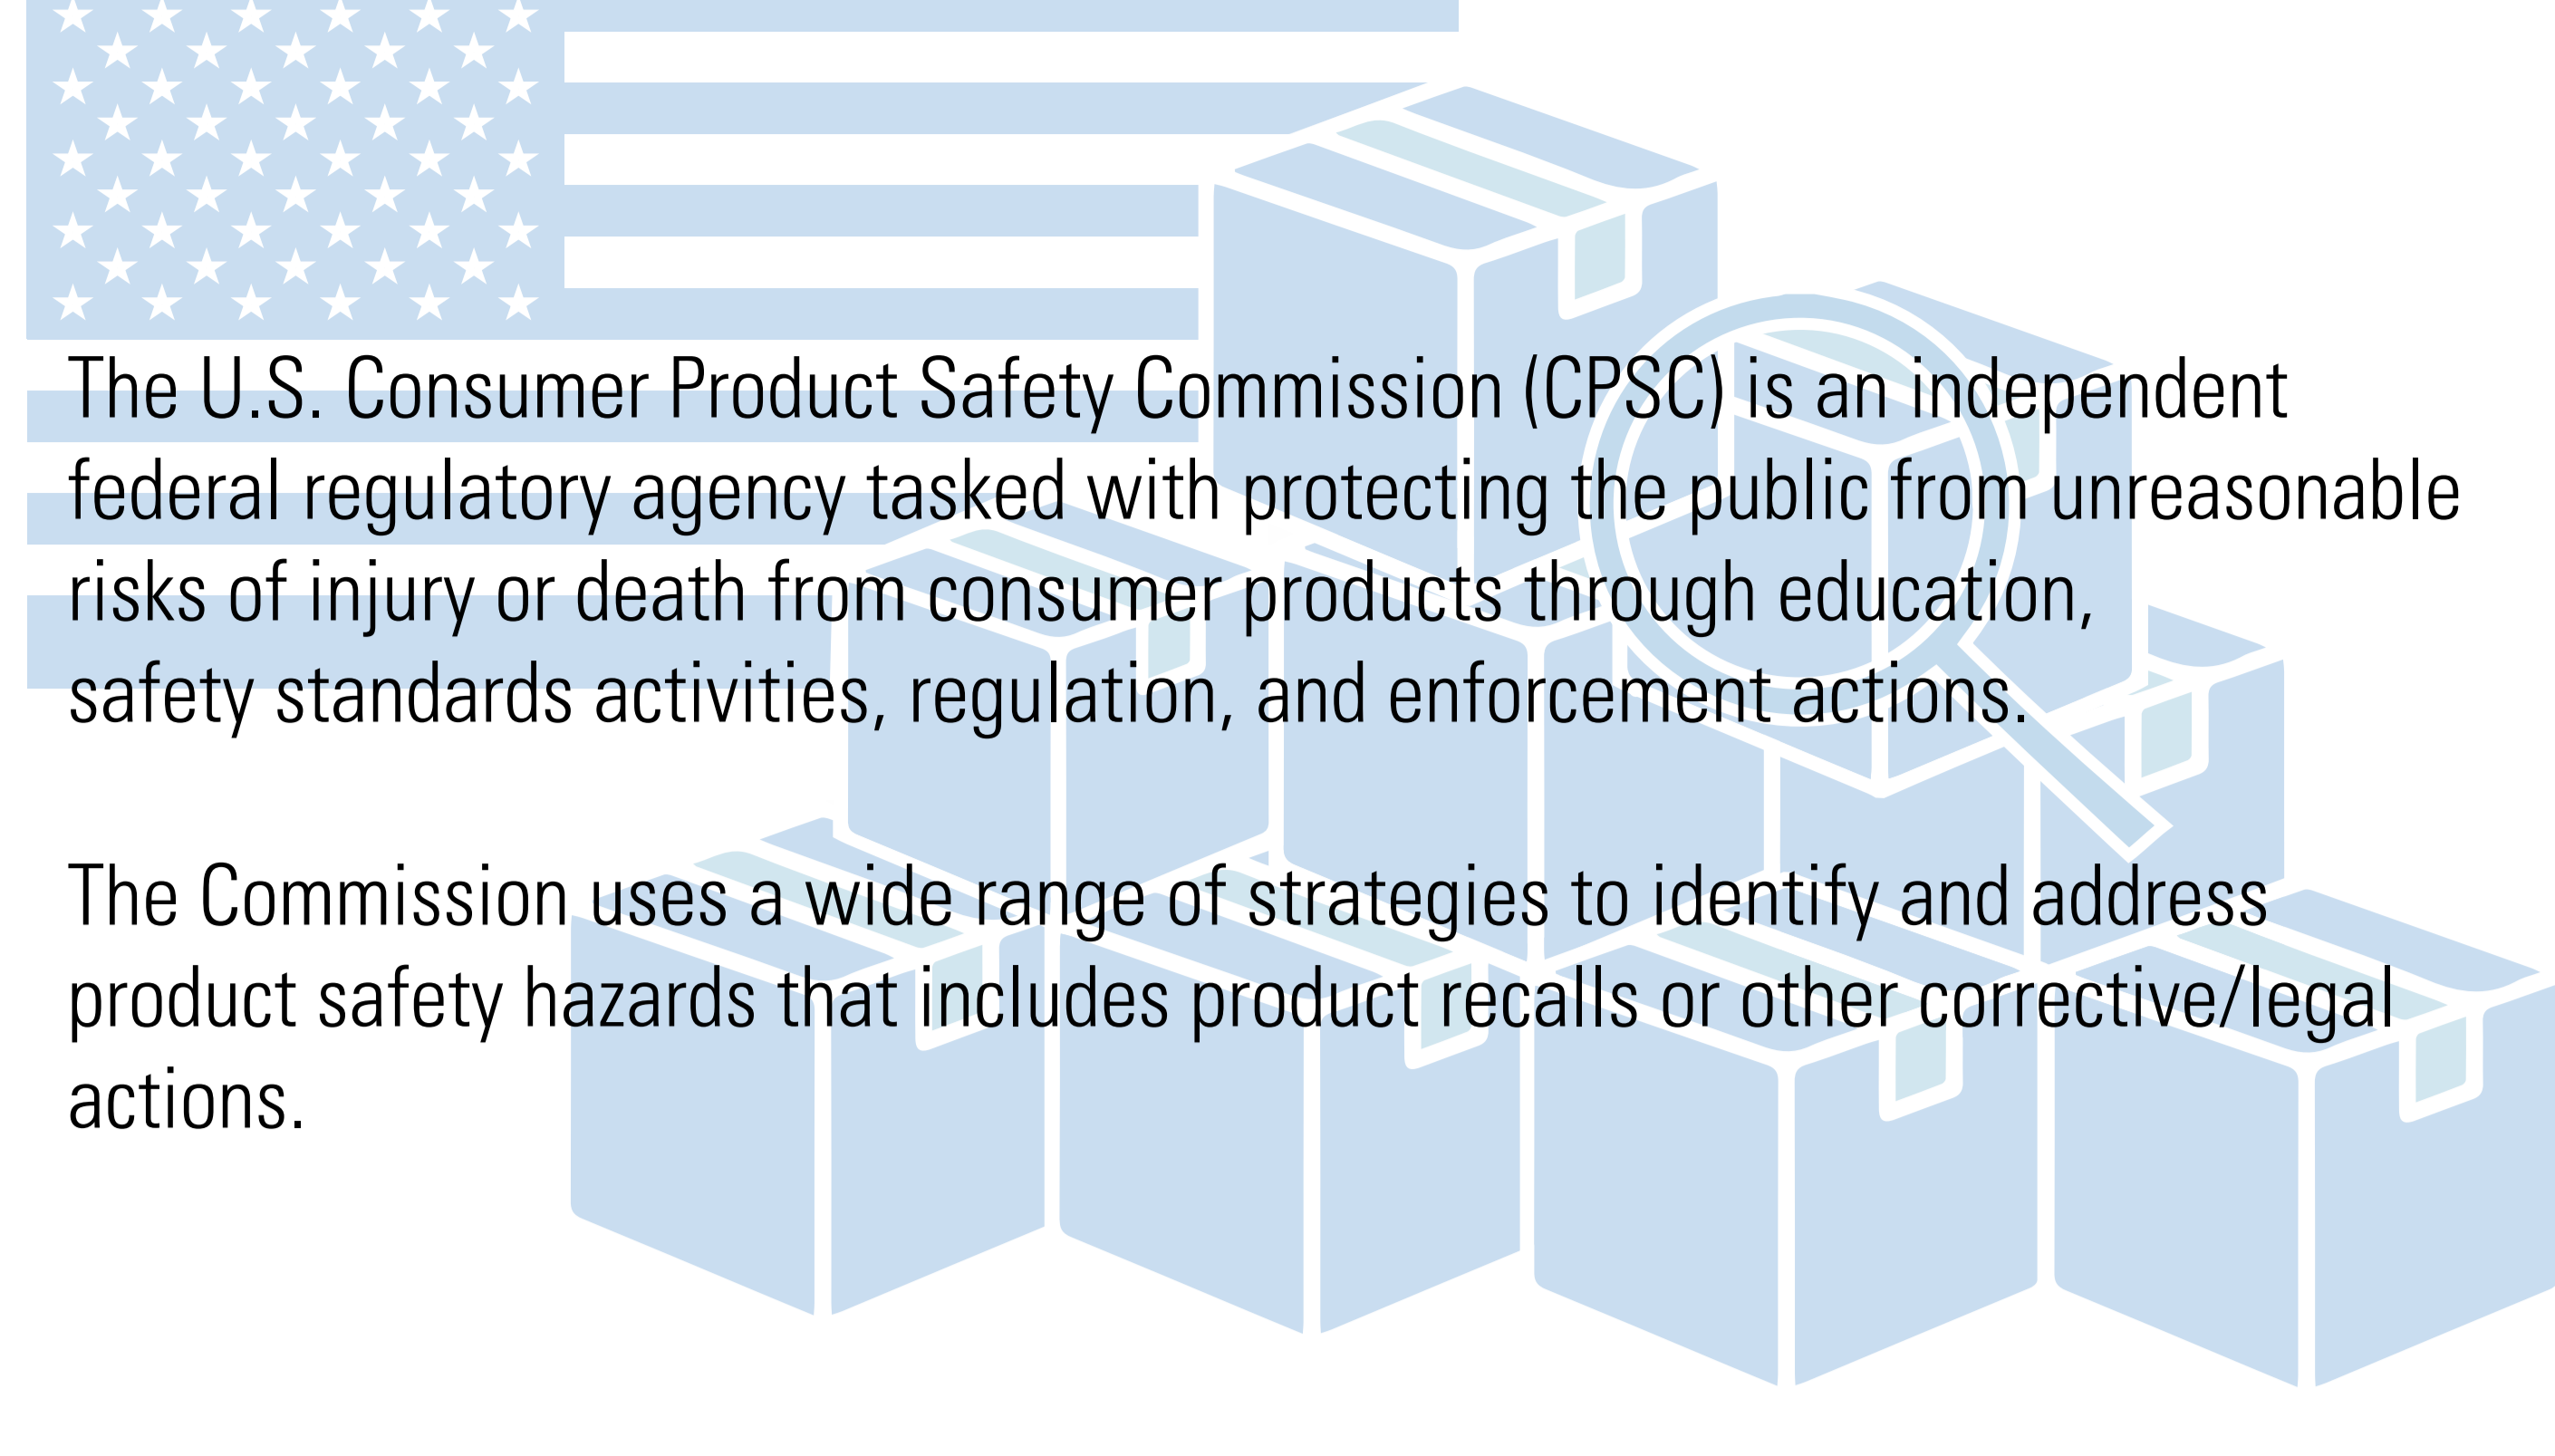 The U.S. Consumer Product Safety Commission (CPSC) is an independent
federal regulatory agency tasked with protecting the public from unreasonable
risks of injury or death from consumer products through education,
safety standards activities, regulation, and enforcement actions.
The Commission uses a wide range of strategies to identify and address
product safety hazards that includes product recalls or other corrective/legal
actions.